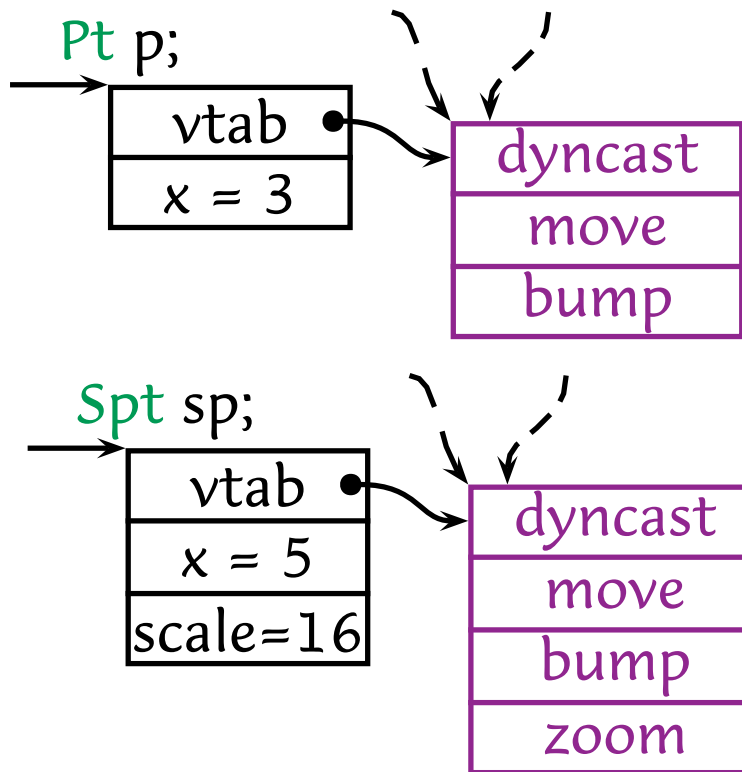 Pt p;
vtab
x = 3
dyncast
move
bump
Spt sp;
vtab
x = 5
scale=16
dyncast
move
bump
zoom